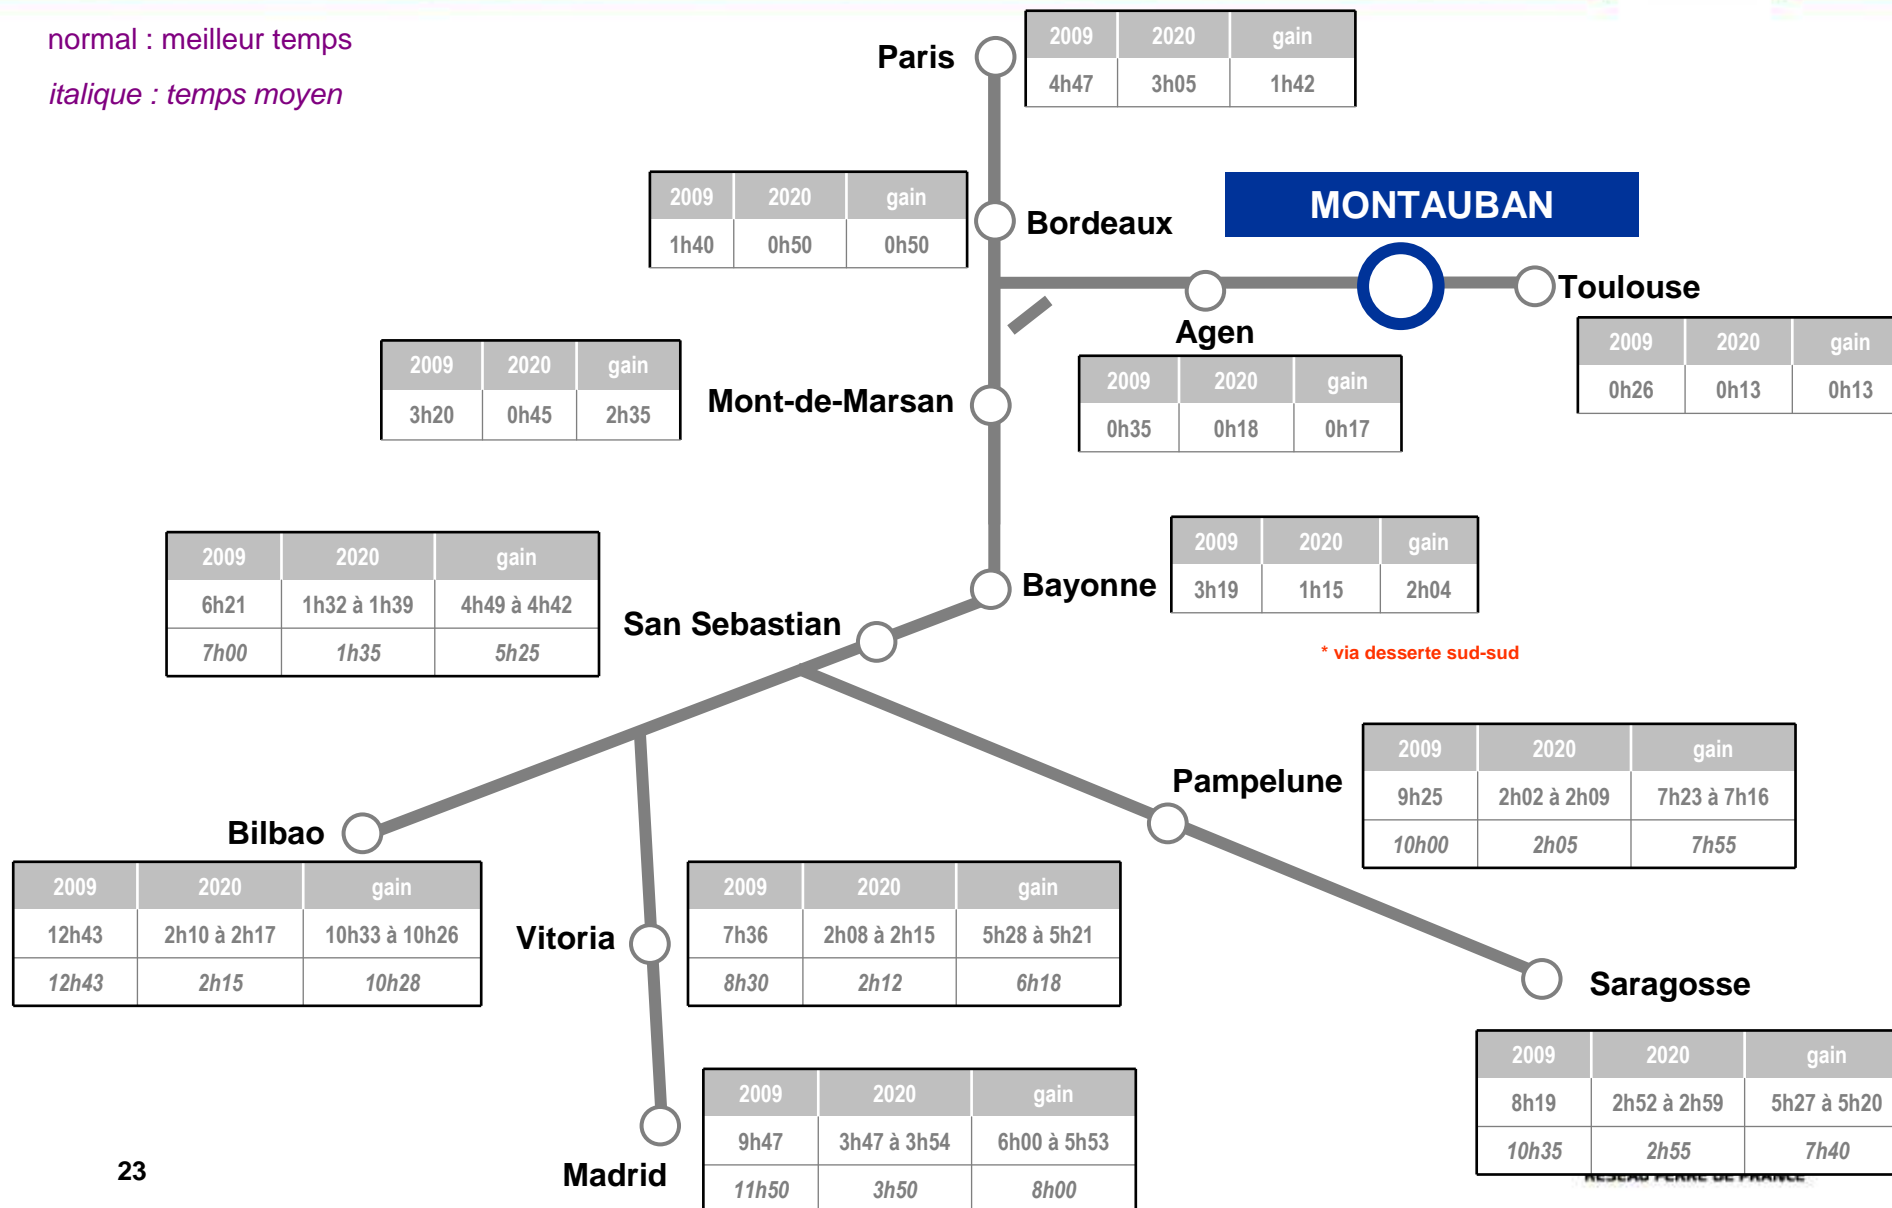 normal : meilleur temps
italique : temps moyen
Paris
2009 2020 gain
4h47 3h05 1h42
2009 2020 gain
1h40 0h50 0h50
Bordeaux
MONTAUBAN
Toulouse
2009 2020 gain
0h26 0h13 0h13
Agen
2009 2020 gain
0h35 0h18 0h17
2009 2020 gain
3h20 0h45 2h35
Mont-de-Marsan
Bayonne
2009 2020 gain
3h19 1h15 2h04
* via desserte sud-sud
2009 2020 gain
6h21 1h32 à 1h39 4h49 à 4h42
7h00 1h35 5h25
San Sebastian
Pampelune
2009 2020 gain
9h25 2h02 à 2h09 7h23 à 7h16
10h00 2h05 7h55
Bilbao
2009 2020 gain
12h43 2h10 à 2h17 10h33 à 10h26
12h43 2h15 10h28
Vitoria
2009 2020 gain
7h36 2h08 à 2h15 5h28 à 5h21
8h30 2h12 6h18
Saragosse
2009 2020 gain
8h19 2h52 à 2h59 5h27 à 5h20
10h35 2h55 7h40
Madrid
2009 2020 gain
9h47 3h47 à 3h54 6h00 à 5h53
11h50 3h50 8h00
23
RESEAU FERRE DE FRANCE